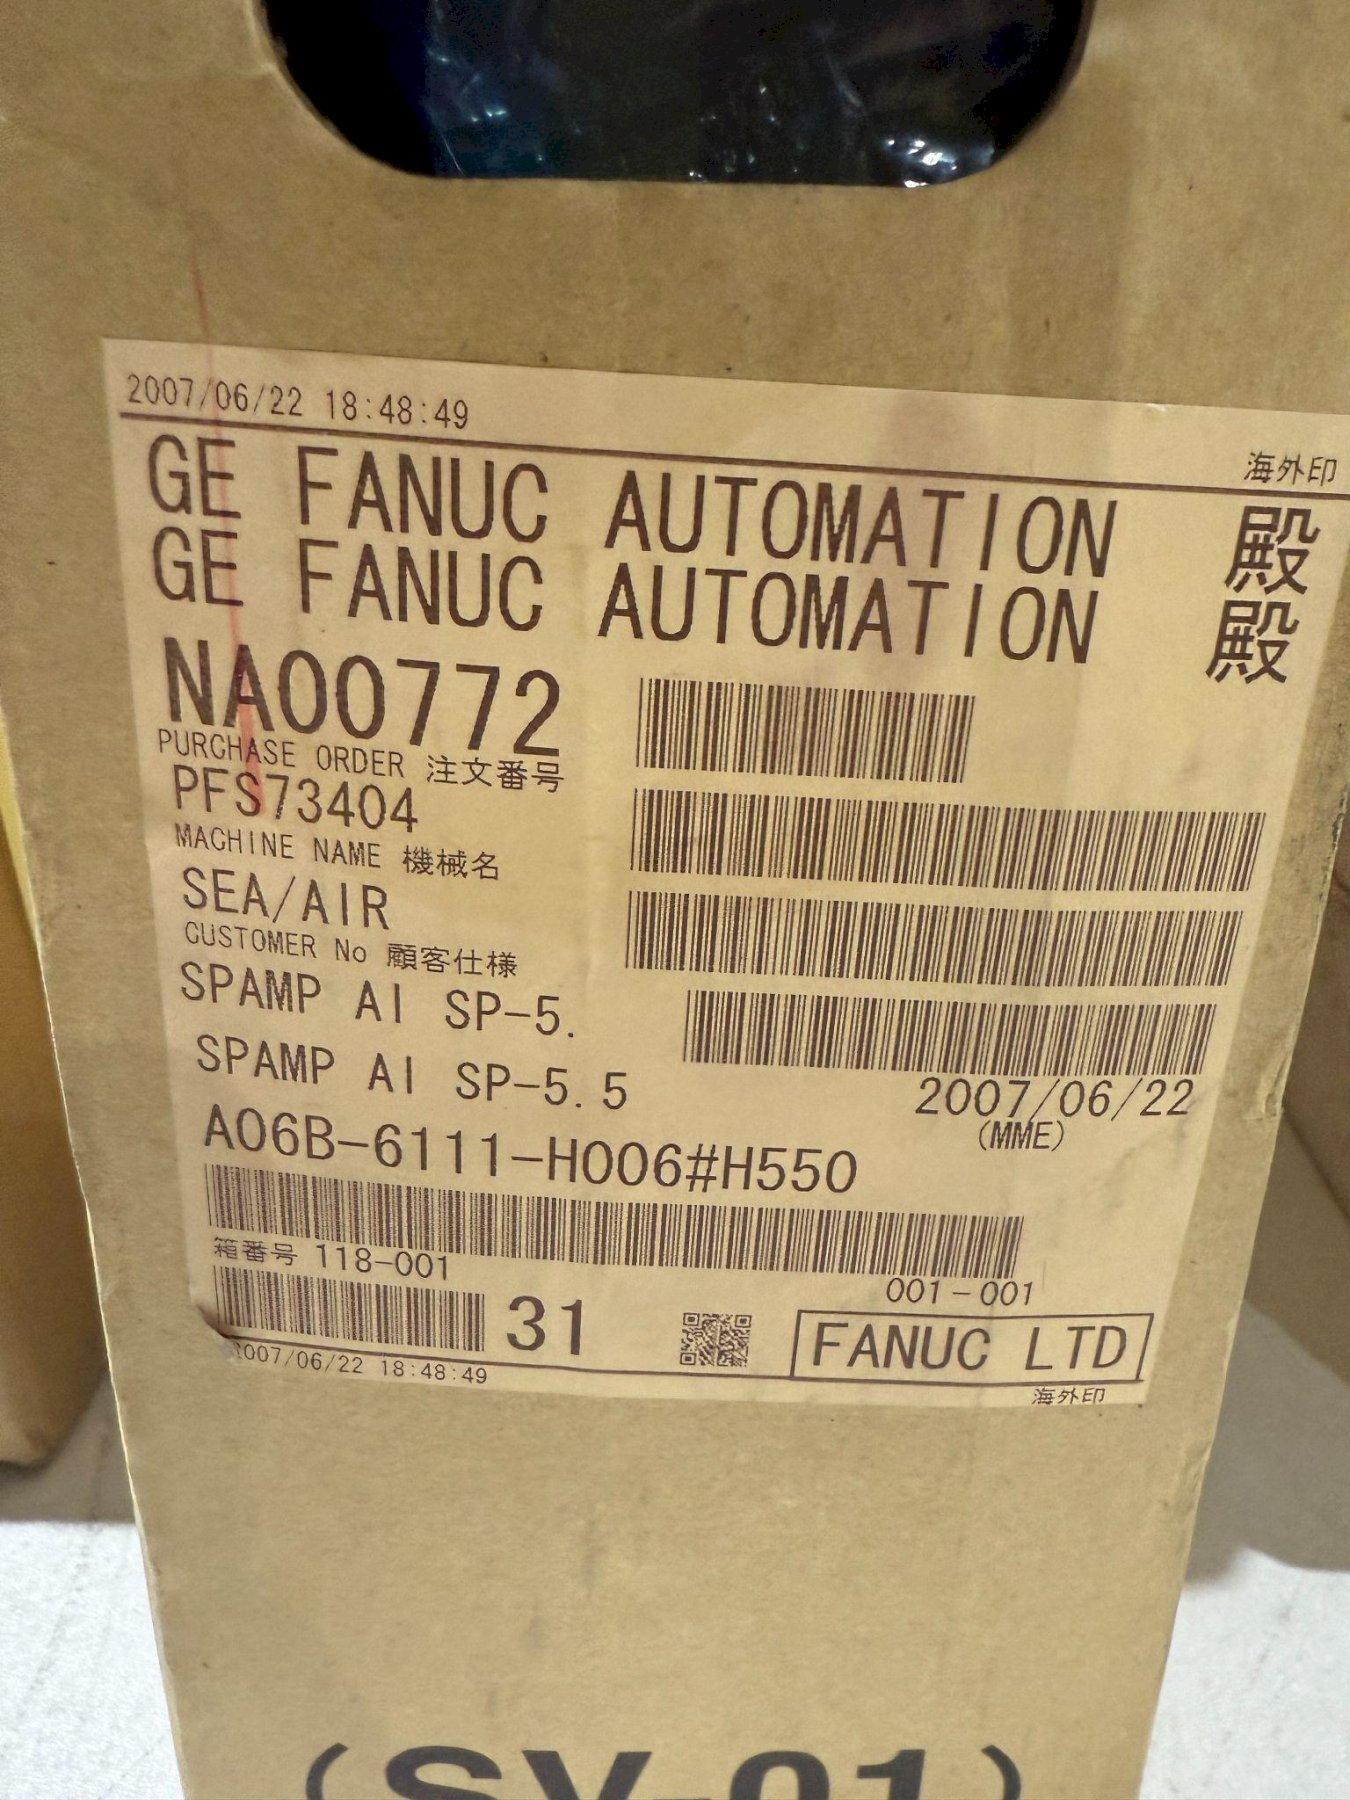 2007/06/22 18:48:49
海外印
GE FANUC AUTOMATION 殿
GE FANUC AUTOMATION 殿
NA00772
PURCHASE ORDER 注文番号
PFS73404
MACHINE NAME 機械名
SEA/AIR
CUSTOMER No 顧客仕様
SPAMP AI SP-5.
SPAMP AI SP-5.5
2007/06/22
(MME)
A06B-6111-H006#H550
箱番号 118-001
001-001
31
FANUC LTD
007/06/22 18:48:49
海外印
(SV-01)